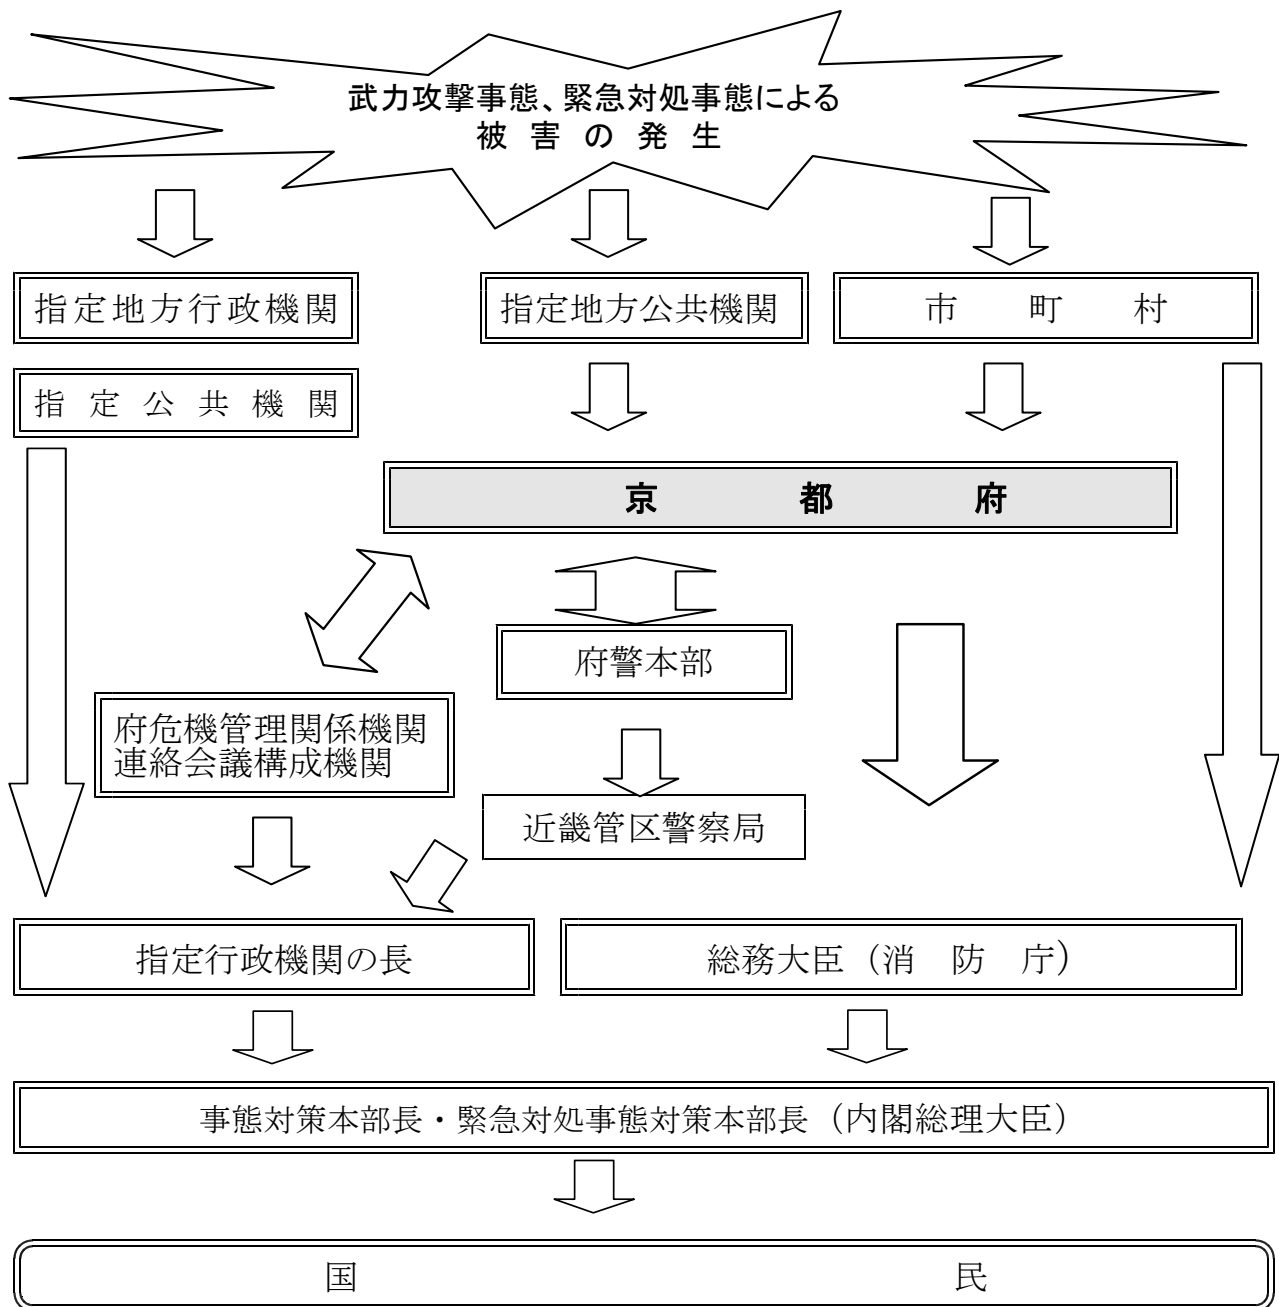 武力攻撃事態、緊急対処事態による
被害の発生
指定地方行政機関
指定地方公共機関
市町村
指定公共機関
京都府
府警本部
府危機管理関係機関
連絡会議構成機関
近畿管区警察局
指定行政機関の長
総務大臣（消防庁）
事態対策本部長・緊急対処事態対策本部長（内閣総理大臣）
国民